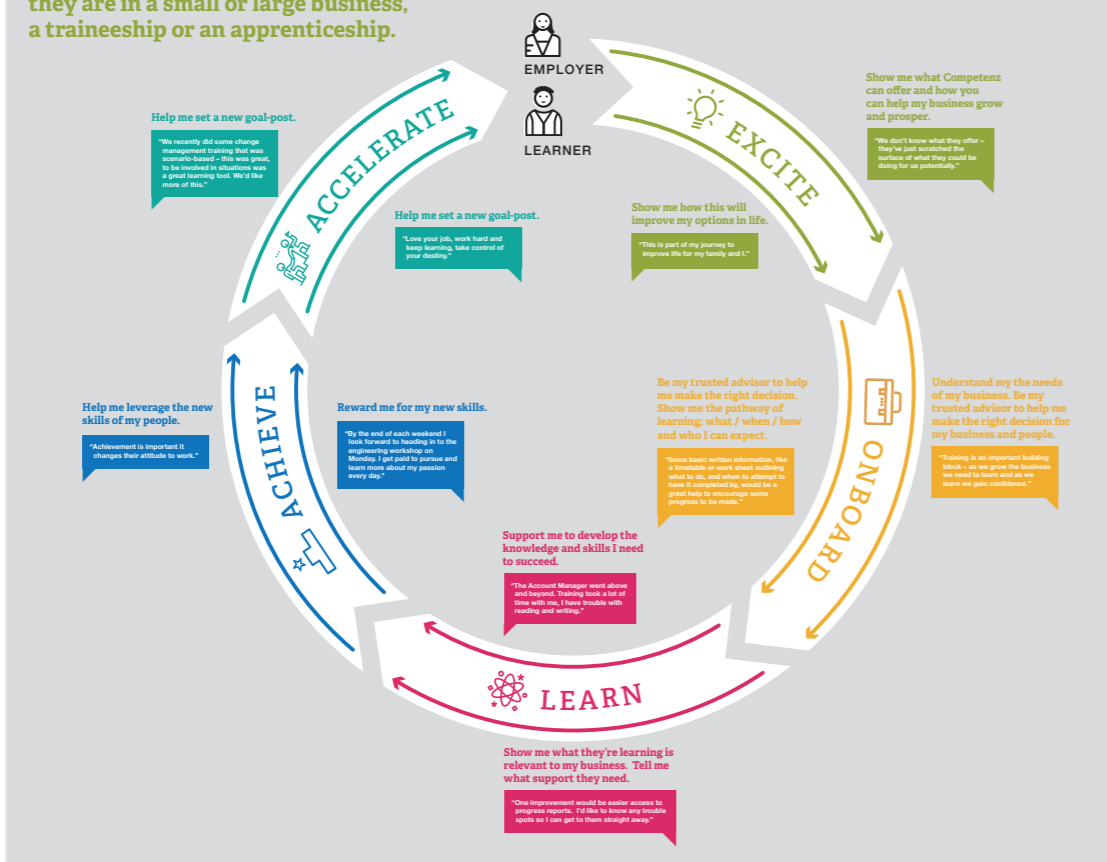 they are in a small or large business,
a traineeship or an apprenticeship.
EMPLOYER
LEARNER
EXCITE
Show me what Competenz
can offer and how you
can help my business grow
and prosper.
“We don’t know what they offer –
they’ve just scratched the
surface of what they could be
doing for us potentially.”
Show me how this will
improve my options in life.
“This is part of my journey to
improve life for my family and I.”
ONBOARD
Be my trusted advisor to help
me make the right decision.
Show me the pathway of
learning: what / when / how
and who I can expect.
“Some basic written information, like
a timetable or work sheet outlining
what to do, and when to attempt to
have it completed by, would be a
great help to encourage some
progress to be made.”
Understand my the needs
of my business. Be my
trusted advisor to help me
make the right decision for
my business and people.
“Training is an important building
block – as we grow the business
we need to learn and as we
learn we gain confidence.”
LEARN
Support me to develop the
knowledge and skills I need
to succeed.
“The Account Manager went above
and beyond. Training took a lot of
time with me, I have trouble with
reading and writing.”
Show me what they’re learning is
relevant to my business. Tell me
what support they need.
“One improvement would be easier access to
progress reports. I’d like to know any trouble
spots so I can get to them straight away.”
ACHIEVE
Help me leverage the new
skills of my people.
“Achievement is important it
changes their attitude to work.”
Reward me for my new skills.
“By the end of each weekend I
look forward to heading in to the
engineering workshop on
Monday. I get paid to pursue and
learn more about my passion
every day.”
ACCELERATE
Help me set a new goal-post.
“We recently did some change
management training that was
scenario-based – this was great,
to be involved in situations was
a great learning tool. We’d like
more of this.”
Help me set a new goal-post.
“Love your job, work hard and
keep learning, take control of
your destiny.”